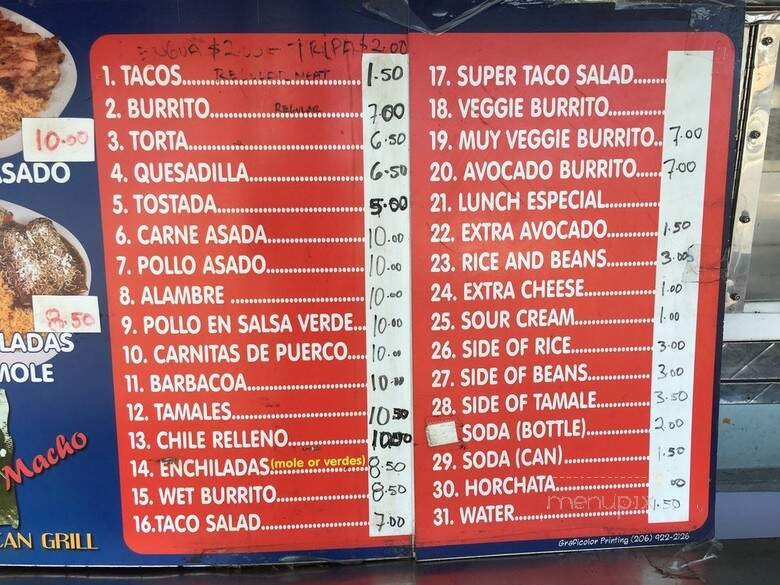 10.00
SADO
8.50
LADAS
MOLE
Macho
AN GRILL
LENGUA $2.00 - TRIPA $2.00
1. TACOS REGULAR MEAT 1.50
2. BURRITO REGULAR 7.00
3. TORTA 6.50
4. QUESADILLA 6.50
5. TOSTADA 5.00
6. CARNE ASADA 10.00
7. POLLO ASADO 10.00
8. ALAMBRE 10.00
9. POLLO EN SALSA VERDE... 10.00
10. CARNITAS DE PUERCO 10.00
11. BARBACOA 10.00
12. TAMALES 10.50
13. CHILE RELLENO
14. ENCHILADAS (mole or verdes) 8.50
15. WET BURRITO 8.50
16. TACO SALAD 7.00
17. SUPER TACO SALAD
18. VEGGIE BURRITO
19. MUY VEGGIE BURRITO.. 7.00
20. AVOCADO BURRITO 7.00
21. LUNCH ESPECIAL
22. EXTRA AVOCADO 1.50
23. RICE AND BEANS 3.00
24. EXTRA CHEESE 1.00
25. SOUR CREAM 1.00
26. SIDE OF RICE 3.00
27. SIDE OF BEANS 3.00
28. SIDE OF TAMALE 3.50
SODA (BOTTLE) 2.00
29. SODA (CAN) 1.50
30. HORCHATA
31. WATER 1.50
menupix
Graficolor Printing (206) 922-2126